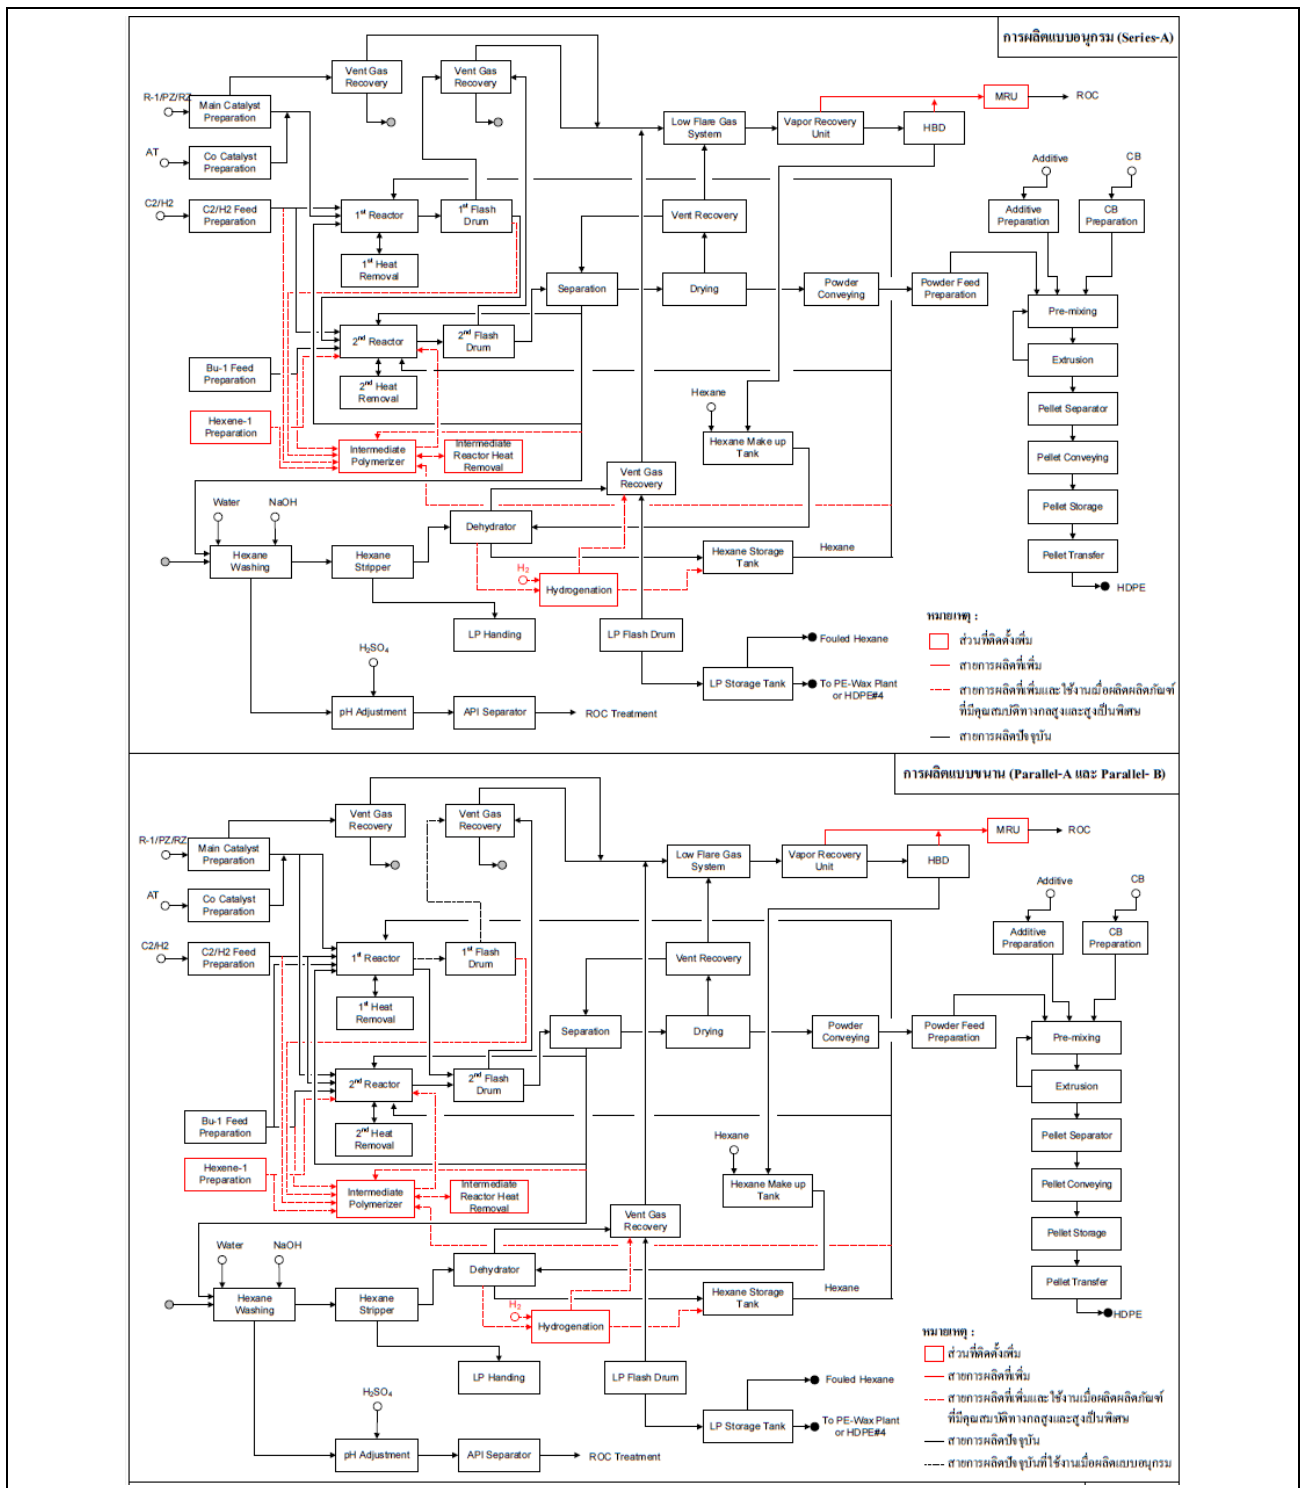 การผลิตแบบอนุกรม (Series-A)
Vent Gas
Recovery
Vent Gas
Recovery
R-1/PZ/RZ
Main Catalyst
Preparation
MRU
ROC
Low Flare Gas
System
Vapor Recovery
Unit
HBD
AT
Co Catalyst
Preparation
Additive
CB
C2/H2
C2/H2 Feed
Preparation
1st Reactor
1st Flash
Drum
Vent Recovery
Additive
Preparation
CB
Preparation
1st Heat
Removal
Separation
Drying
Powder
Conveying
Powder Feed
Preparation
Pre-mixing
2nd Reactor
2nd Flash
Drum
Bu-1 Feed
Preparation
2nd Heat
Removal
Extrusion
Hexane
Pellet Separator
Hexene-1
Preparation
Intermediate
Polymerizer
Intermediate
Reactor Heat
Removal
Hexane Make up
Tank
Pellet Conveying
Vent Gas
Recovery
Water
NaOH
Pellet Storage
Dehydrator
Hexane
Washing
Hexane
Stripper
Hexane Storage
Tank
Hexane
Pellet Transfer
H2
Hydrogenation
HDPE
LP Handing
LP Flash Drum
Fouled Hexane
H2SO4
LP Storage Tank
To PE-Wax Plant
or HDPE#4
pH Adjustment
API Separator
ROC Treatment
หมายเหตุ :
ส่วนที่ติดตั้งเพิ่ม
สายการผลิตที่เพิ่ม
สายการผลิตที่เพิ่มและใช้งานเมื่อผลิตผลิตภัณฑ์
ที่มีคุณสมบัติทางกลสูงและสูงเป็นพิเศษ
สายการผลิตปัจจุบัน
การผลิตแบบขนาน (Parallel-A และ Parallel- B)
Vent Gas
Recovery
Vent Gas
Recovery
R-1/PZ/RZ
Main Catalyst
Preparation
MRU
ROC
Low Flare Gas
System
Vapor Recovery
Unit
HBD
AT
Co Catalyst
Preparation
Additive
CB
C2/H2
C2/H2 Feed
Preparation
1st Reactor
1st Flash
Drum
Vent Recovery
Additive
Preparation
CB
Preparation
1st Heat
Removal
Separation
Drying
Powder
Conveying
Powder Feed
Preparation
Pre-mixing
2nd Reactor
2nd Flash
Drum
Extrusion
Bu-1 Feed
Preparation
2nd Heat
Removal
Hexane
Pellet Separator
Hexene-1
Preparation
Intermediate
Polymerizer
Intermediate
Reactor Heat
Removal
Hexane Make up
Tank
Pellet Conveying
Vent Gas
Recovery
Water
NaOH
Pellet Storage
Dehydrator
Hexane
Washing
Hexane
Stripper
Hexane Storage
Tank
Hexane
Pellet Transfer
H2
Hydrogenation
HDPE
LP Handing
LP Flash Drum
Fouled Hexane
H2SO4
LP Storage Tank
To PE-Wax Plant
or HDPE#4
pH Adjustment
API Separator
ROC Treatment
หมายเหตุ :
ส่วนที่ติดตั้งเพิ่ม
สายการผลิตที่เพิ่ม
สายการผลิตที่เพิ่มและใช้งานเมื่อผลิตผลิตภัณฑ์
ที่มีคุณสมบัติทางกลสูงและสูงเป็นพิเศษ
สายการผลิตปัจจุบัน
สายการผลิตปัจจุบันที่ใช้งานเมื่อผลิตแบบอนุกรม